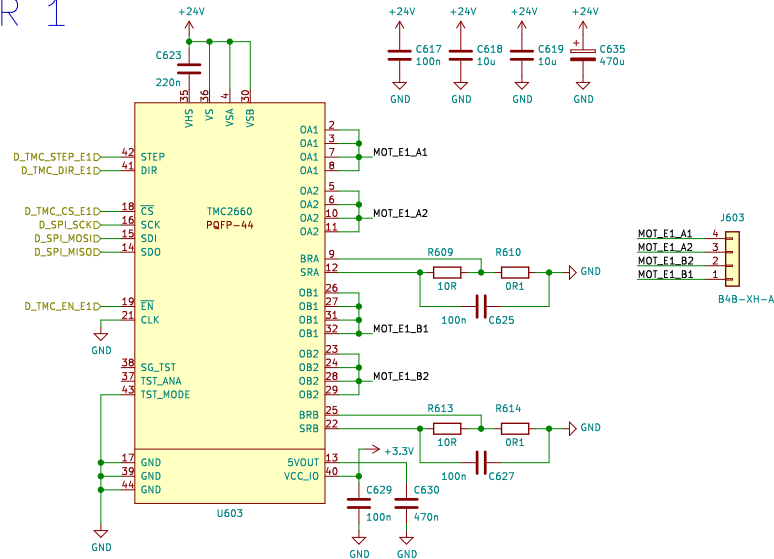 R 1
+24V
+24V
+24V
+24V
+24V
C623
220n
C617
100n
C618
10u
C619
10u
C635
470u
+
GND
GND
GND
GND
35
36
4
30
VHS
VS
VSA
VSB
D_TMC_STEP_E1
42
STEP
D_TMC_DIR_E1
41
DIR
D_TMC_CS_E1
18
CS
D_SPI_SCK
16
SCK
D_SPI_MOSI
15
SDI
D_SPI_MISO
14
SDO
D_TMC_EN_E1
19
EN
21
CLK
GND
38
SG_TST
37
TST_ANA
43
TST_MODE
17
GND
39
GND
44
GND
GND
TMC2660
PQFP-44
U603
OA1
2
OA1
3
OA1
7
OA1
8
MOT_E1_A1
OA2
5
OA2
6
OA2
10
OA2
11
MOT_E1_A2
BRA
9
SRA
12
R609
10R
R610
0R1
GND
100n
C625
OB1
26
OB1
27
OB1
31
OB1
32
MOT_E1_B1
OB2
23
OB2
24
OB2
28
OB2
29
MOT_E1_B2
BRB
25
SRB
22
R613
10R
R614
0R1
GND
100n
C627
5VOUT
13
VCC_IO
40
+3.3V
C629
100n
C630
470n
GND
GND
J603
MOT_E1_A1
4
MOT_E1_A2
3
MOT_E1_B2
2
MOT_E1_B1
1
B4B-XH-A